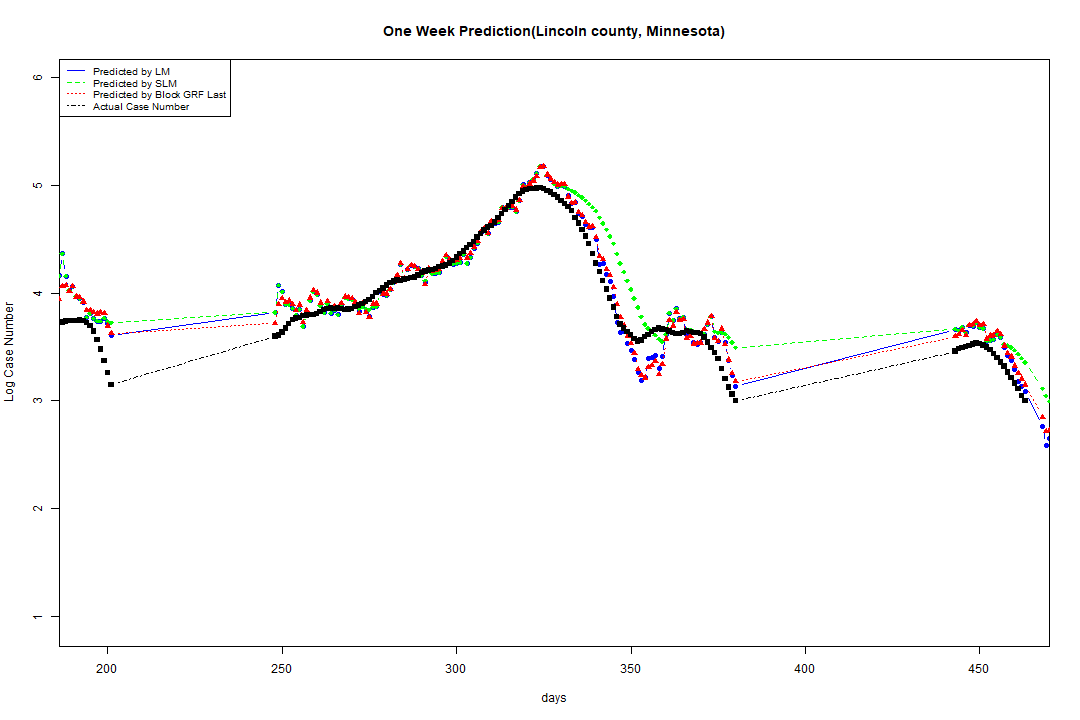 One Week Prediction(Lincoln county, Minnesota)
Predicted by LM
Predicted by SLM
Predicted by Block GRF Last
Actual Case Number
6
5
4
3
2
1
Log Case Number
200 250 300 350 400 450
days